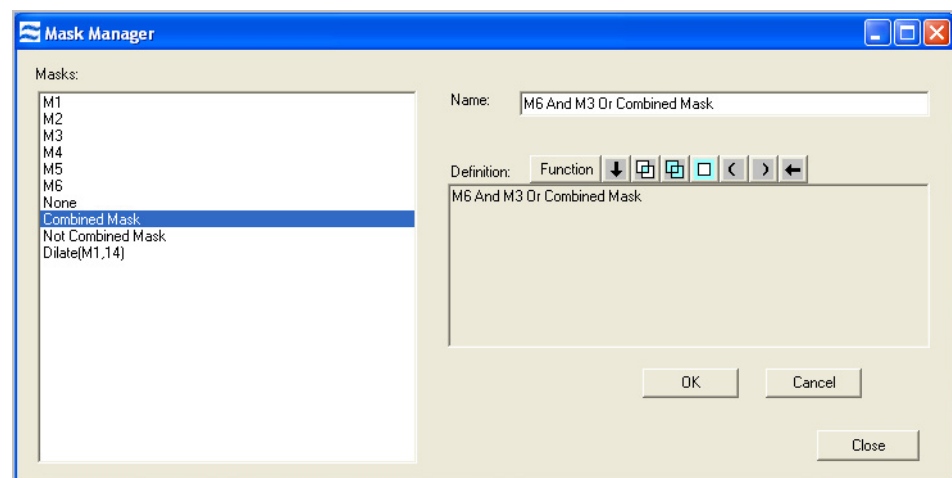 Mask Manager
Masks:
M1
M2
M3
M4
M5
M6
None
Combined Mask
Not Combined Mask
Dilate(M1,14)
Name: M6 And M3 Or Combined Mask
Definition: Function ( )
M6 And M3 Or Combined Mask
OK Cancel
Close